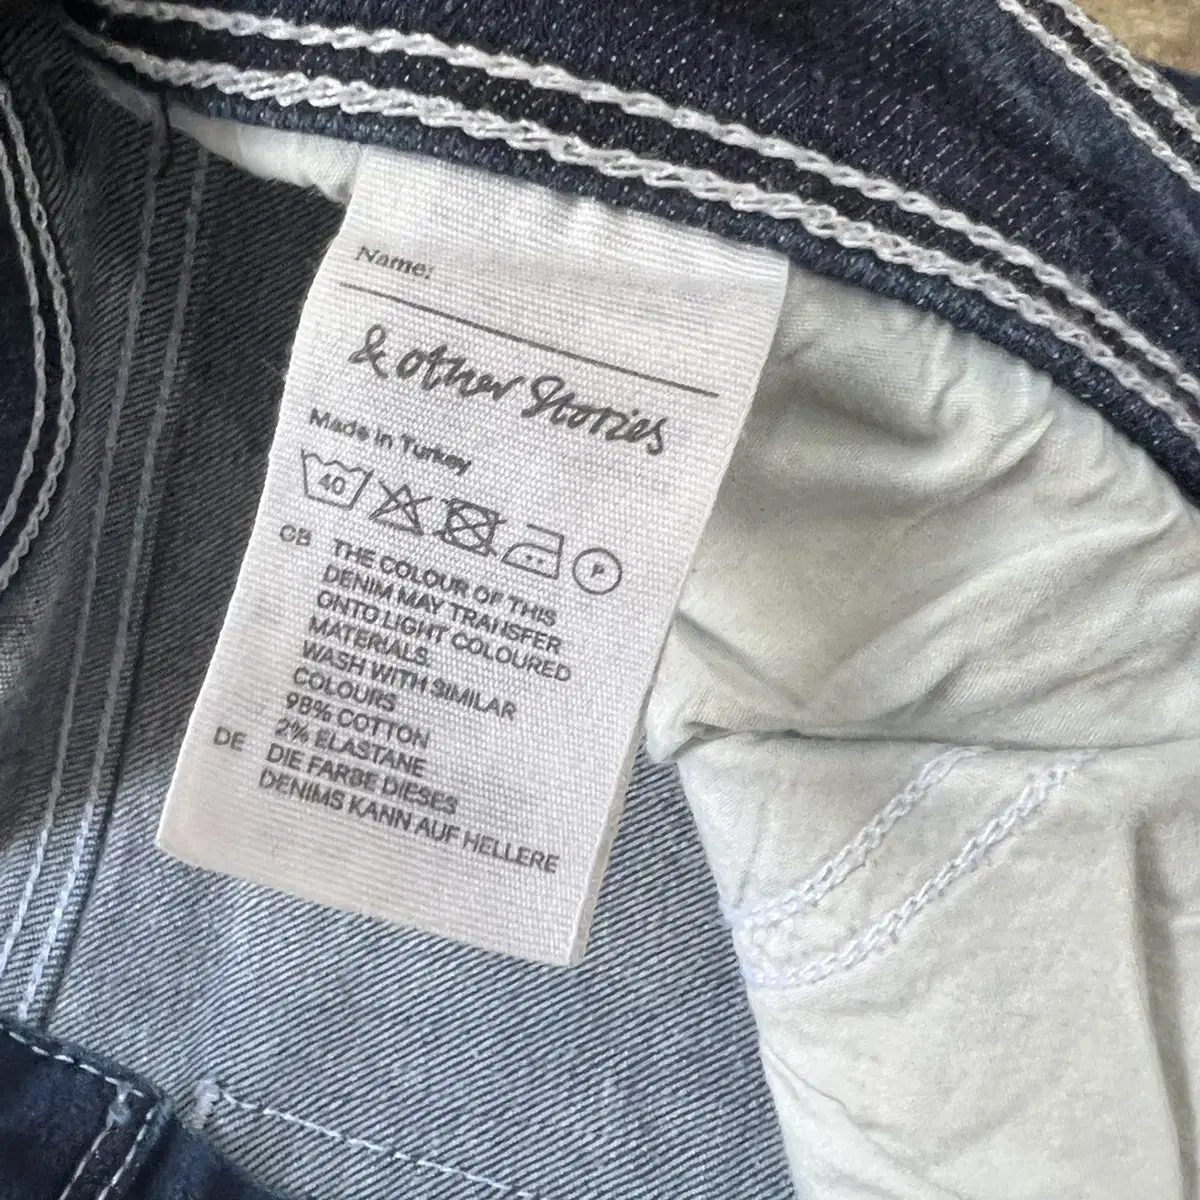 Name:
& Other Stories
Made in Turkey
40 P
GB THE COLOUR OF THIS
DENIM MAY TRANSFER
ONTO LIGHT COLOURED
MATERIALS.
WASH WITH SIMILAR
COLOURS
98% COTTON
2% ELASTANE
DE DIE FARBE DIESES
DENIMS KANN AUF HELLERE